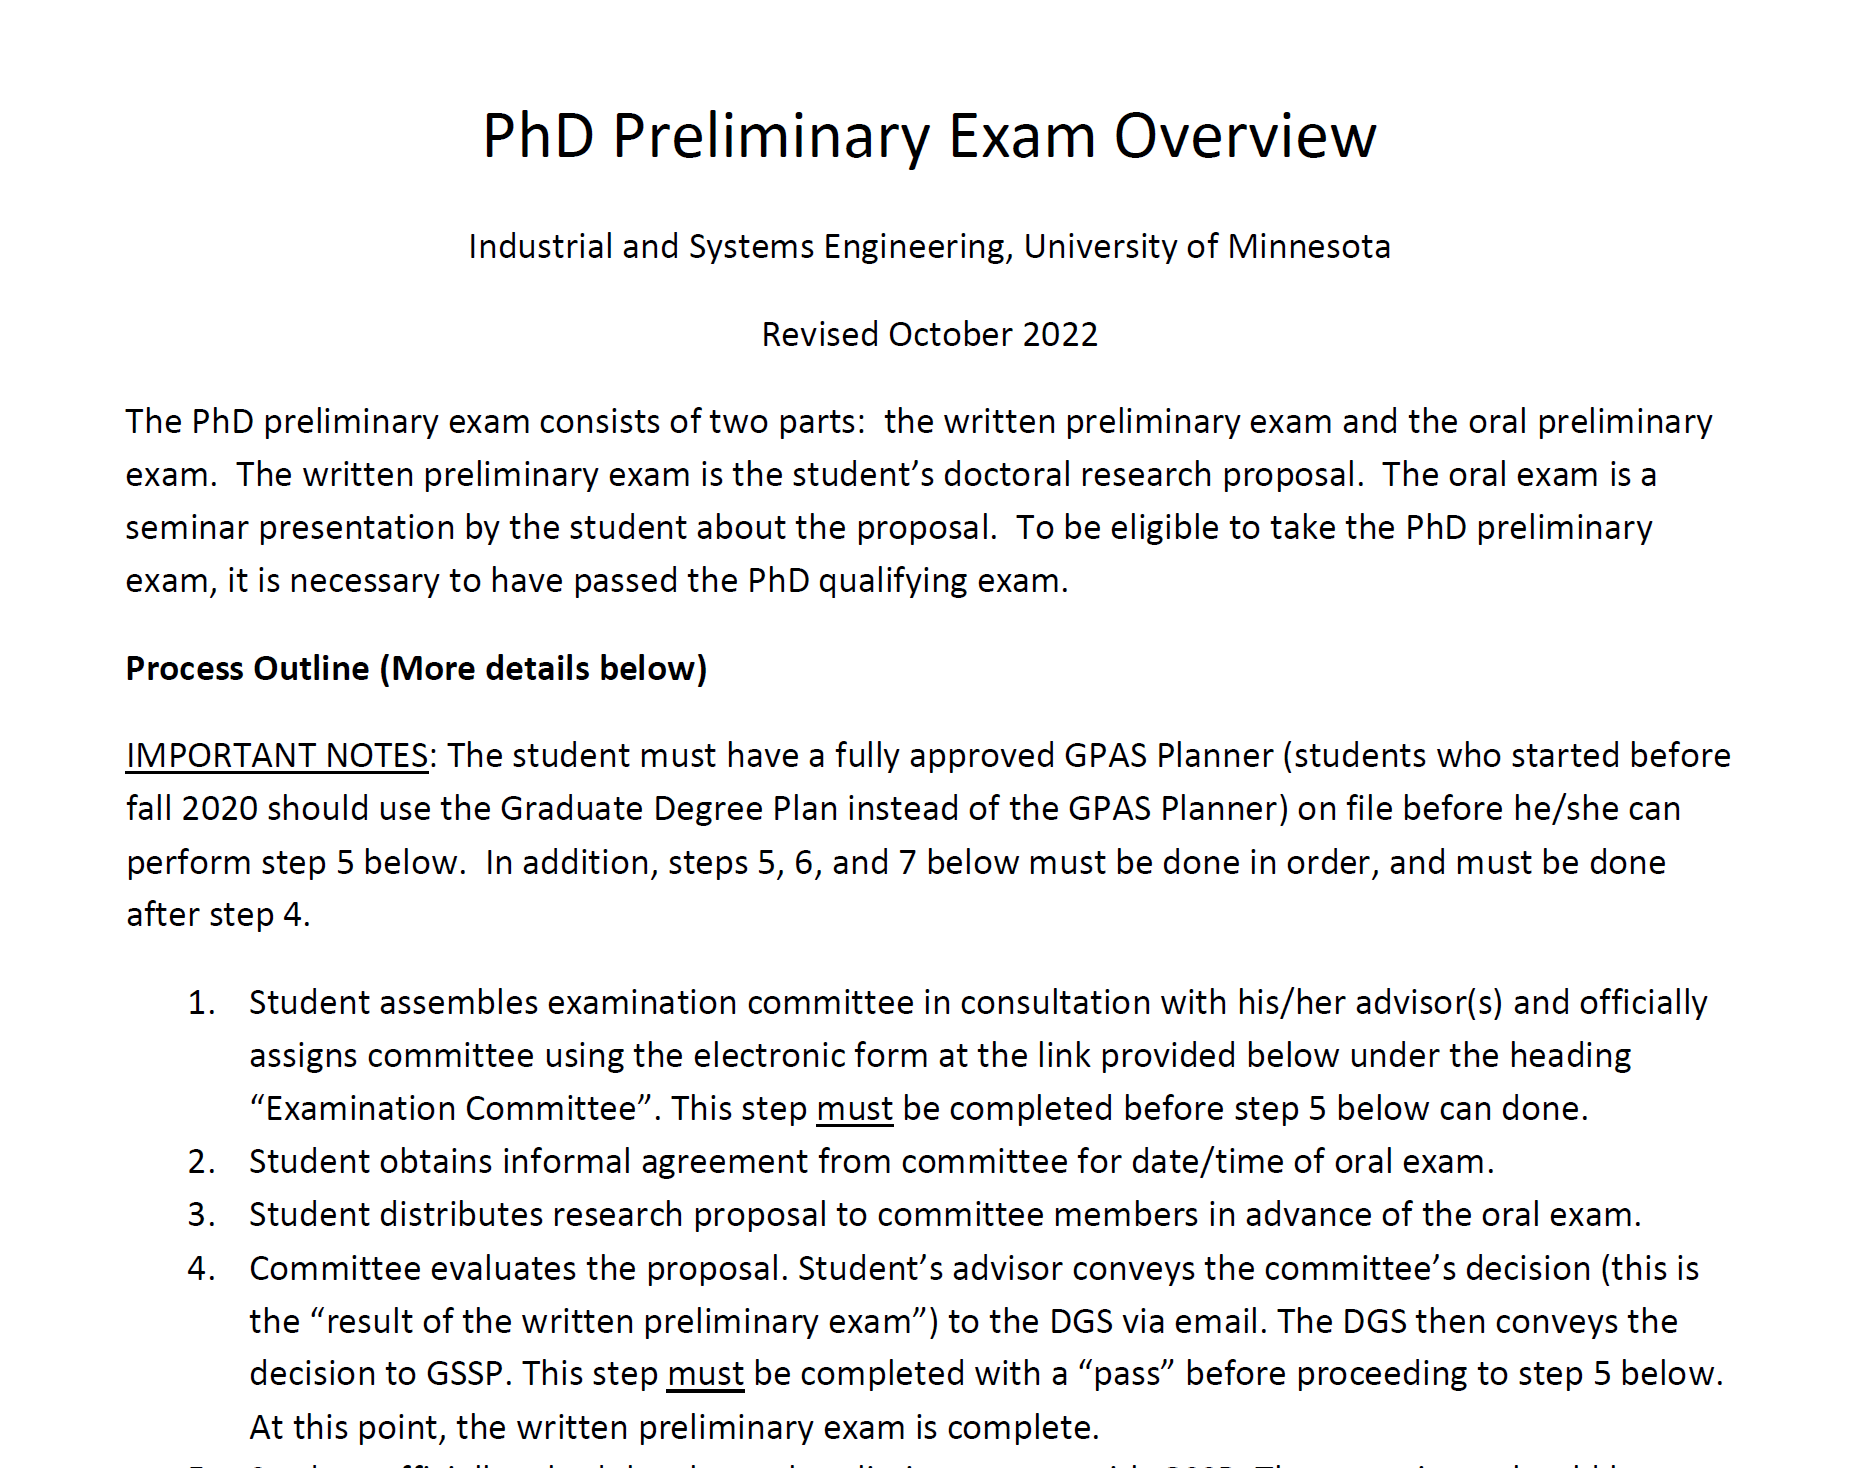 PhD Preliminary Exam Overview
Industrial and Systems Engineering, University of Minnesota
Revised October 2022
The PhD preliminary exam consists of two parts:  the written preliminary exam and the oral preliminary
exam.  The written preliminary exam is the student’s doctoral research proposal.  The oral exam is a
seminar presentation by the student about the proposal.  To be eligible to take the PhD preliminary
exam, it is necessary to have passed the PhD qualifying exam.
Process Outline (More details below)
IMPORTANT NOTES: The student must have a fully approved GPAS Planner (students who started before
fall 2020 should use the Graduate Degree Plan instead of the GPAS Planner) on file before he/she can
perform step 5 below.  In addition, steps 5, 6, and 7 below must be done in order, and must be done
after step 4.
1. Student assembles examination committee in consultation with his/her advisor(s) and officially
assigns committee using the electronic form at the link provided below under the heading
“Examination Committee”. This step must be completed before step 5 below can done.
2. Student obtains informal agreement from committee for date/time of oral exam.
3. Student distributes research proposal to committee members in advance of the oral exam.
4. Committee evaluates the proposal. Student’s advisor conveys the committee’s decision (this is
the “result of the written preliminary exam”) to the DGS via email. The DGS then conveys the
decision to GSSP. This step must be completed with a “pass” before proceeding to step 5 below.
At this point, the written preliminary exam is complete.